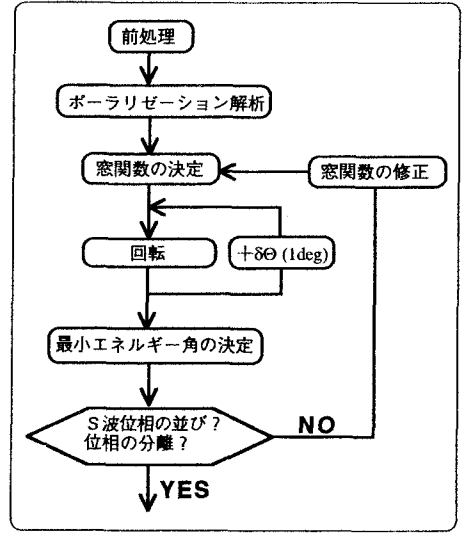 前処理
ポーラリゼーション解析
窓関数の決定
窓関数の修正
回転
+δΘ (1deg)
最小エネルギー角の決定
S波位相の並び?
位相の分離?
NO
YES